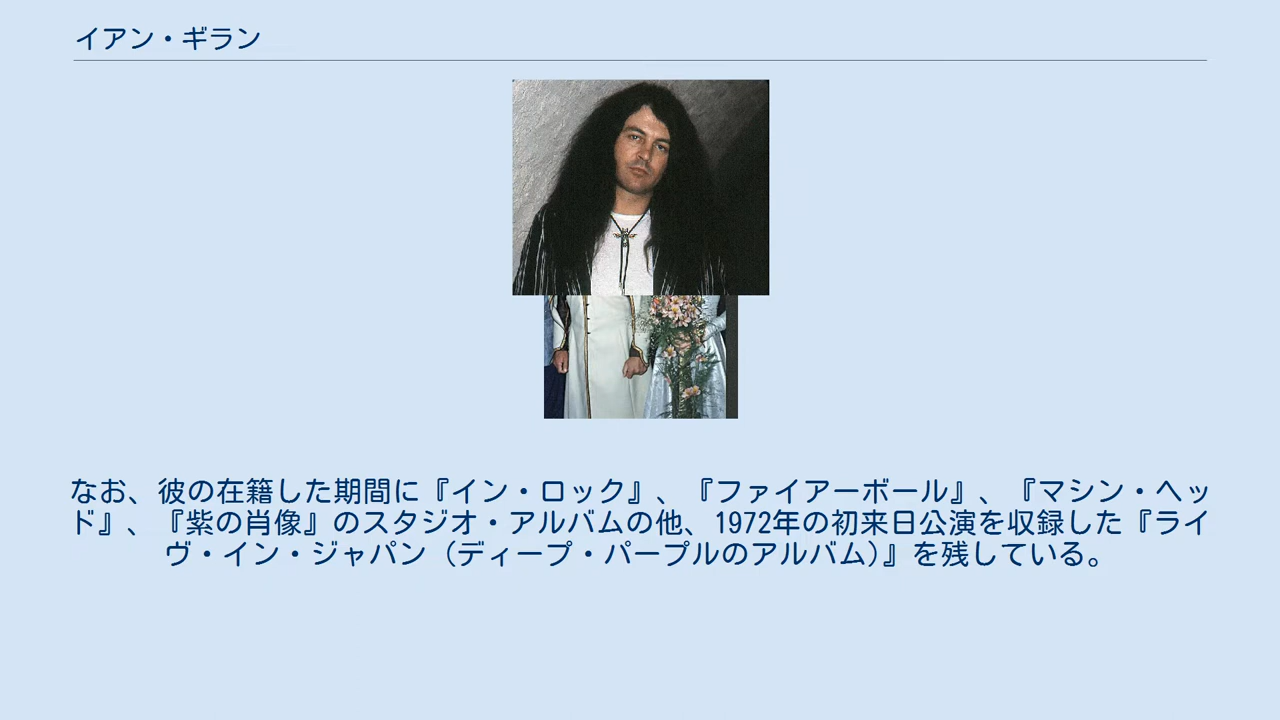 イアン・ギラン
なお、彼の在籍した期間に『イン・ロック』、『ファイアーボール』、『マシン・ヘッ
ド』、『紫の肖像』のスタジオ・アルバムの他、1972年の初来日公演を収録した『ライ
ヴ・イン・ジャパン（ディープ・パープルのアルバム）』を残している。